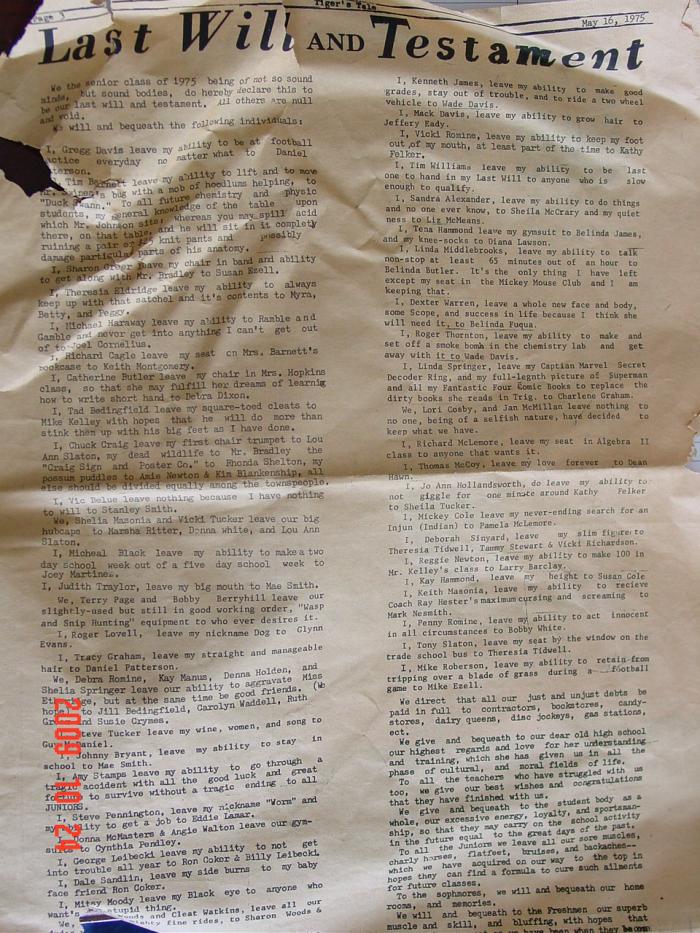 Page 3
Tiger's Tale
May 16, 1975
Last Will AND Testament
We the senior class of 1975 being of not so sound
minds, but sound bodies, do hereby declare this to
be our last will and testament. All others are null
and void.
We will and bequeath the following individuals:
I, Gregg Davis leave my ability to be at football
practice everyday no matter what to Daniel
Tim Barnett leave my ability to lift and to move
bug with a mob of hoodlums helping, to
"Duck To all future chemistry and physic
students, my general knowledge of the table upon
which Mr. Johnson sits, whereas you may spill acid
there, on that table, and he will sit in it completly
ruining a pair of knit pants and possibly
damage particular parts of his anatomy.
I, Sharon Greer leave my chair in band and ability
to get along with Mr. Bradley to Susan Ezell.
I, Theresia Eldridge leave my ability to always
keep up with that satchel and it's contents to Myra,
Betty, and Peggy.
I, Michael Haraway leave my ability to Ramble and
Gamble and never get into anything I can't get out
of to Joel Cornelius.
I, Richard Cagle leave my seat on Mrs. Barnett's
bookcase to Keith Montgomery.
I, Catherine Butler leave my chair in Mrs. Hopkins
class, so that she may fulfill her dreams of learnig
how to write short hand to Debra Dixon.
I, Tad Bedingfield leave my square-toed cleats to
Mike Kelley with hopes that he will do more than
stink them up with his big feet as I have done.
I, Chuck Craig leave my first chair trumpet to Lou
Ann Slaton, my dead wildlife to Mr. Bradley the
"Craig Sign and Poster Co." to Rhonda Shelton, my
possum puddles to Amie Newton & Kim Blankenship, all
else should be divided equally among the townspeople.
I, Vic Belue leave nothing because I have nothing
to will to Stanley Smith.
We, Shelia Masonia and Vicki Tucker leave our big
hubcaps to Marsha Ritter, Donna white, and Lou Ann
Slaton.
I, Micheal Black leave my ability to make a two
day school week out of a five day school week to
Joey Martinez.
I, Judith Traylor, leave my big mouth to Mae Smith.
We, Terry Page and Bobby Berryhill leave our
slightly-used but still in good working order, "Wasp
and Snip Hunting" equipment to who ever desires it.
I, Roger Lovell, leave my nickname Dog to Glynn
Evans.
I, Tracy Graham, leave my straight and manageable
hair to Daniel Patterson.
We, Debra Romine, Kay Manus, Denna Holden, and
Shelia Springer leave our ability to aggravate Miss
but at the same time be good friends. (We
hope) to Jill Bedingfield, Carolyn Waddell, Ruth
and Susie Crymes.
Steve Tucker leave my wine, women, and song to
Guy Daniel.
I, Johnny Bryant, leave my ability to stay in
school to Mae Smith.
I, Amy Stamps leave my ability to go through a
tragic accident with all the good luck and great
to survive without a tragic ending to all
JUNIORS.
I, Steve Pennington, leave my nickname "Worm" and
my ability to get a job to Eddie Lamar.
Donna McMasters & Angie Walton leave our gym-
to Cynthia Pendley.
I, George Leibecki leave my ability to not get
into trouble all year to Ron Coker & Billy Leibecki.
I, Dale Sandlin, leave my side burns to my baby
face friend Ron Coker.
I, Mitsy Moody leave my Black eye to anyone who
want's stupid thing.
We, and Cleat Watkins, leave all our
fine rides, to Sharon Woods &
I, Kenneth James, leave my ability to make good
grades, stay out of trouble, and to ride a two wheel
vehicle to Wade Davis.
I, Mack Davis, leave my ability to grow hair to
Jeffery Eady.
I, Vicki Romine, leave my ability to keep my foot
out of my mouth, at least part of the time to Kathy
Felker.
I, Tim Williams leave my ability to be last
one to hand in my Last Will to anyone who is slow
enough to qualify.
I, Sandra Alexander, leave my ability to do things
and no one ever know, to Sheila McCrary and my quiet
ness to Liz McMeans.
I, Tena Hammond leave my gymsuit to Belinda James,
and my knee-socks to Diana Lawson.
I, Linda Middlebrooks, leave my ability to talk
non-stop at least 65 minutes out of an hour to
Belinda Butler. It's the only thing I have left
except my seat in the Mickey Mouse Club and I am
keeping that.
I, Dexter Warren, leave a whole new face and body,
some Scope, and success in life because I think she
will need it, to Belinda Fuqua.
I, Roger Thornton, leave my ability to make and
set off a smoke bomb in the chemistry lab and get
away with it to Wade Davis.
I, Linda Springer, leave my Captain Marvel Secret
Decoder Ring, and my full-legnth picture of Superman
and all my Fantastic Four Comic Books to replace the
dirty books she reads in Trig. to Charlene Graham.
We, Lori Cosby, and Jan McMillan leave nothing to
no one, being of a selfish nature, have decided to
keep what we have.
I, Richard McLemore, leave my seat in Algebra II
class to anyone that wants it.
I, Thomas McCoy, leave my love forever to Dean
Hawn.
I, Jo Ann Hollandsworth, do leave my ability to
not giggle for one minute around Kathy Felker
to Sheila Tucker.
I, Mickey Cole leave my never-ending search for an
Injun (Indian) to Pamela McLemore.
I, Deborah Sinyard, leave my slim figure to
Theresia Tidwell, Tammy Stewart & Vicki Richardson.
I, Reggie Newton, leave my ability to make 100 in
Mr. Kelley's class to Larry Barclay.
I, Kay Hammond, leave my height to Susan Cole
I, Keith Masonia, leave my ability to recieve
Coach Ray Hester's maximum cursing and screaming to
Mark Nesmith.
I, Penny Romine, leave my ability to act innocent
in all circumstances to Bobby White.
I, Tony Slaton, leave my seat by the window on the
trade school bus to Theresia Tidwell.
I, Mike Roberson, leave my ability to retain from
tripping over a blade of grass during a football
game to Mike Ezell.
We direct that all our just and unjust debts be
paid in full to contractors, bookstores, candy-
stores, dairy queens, disc jockeys, gas stations,
ect.
We give and bequeath to our dear old high school
our highest regards and love for her understanding
and training, which she has given us in all the
phase of cultural, and moral fields of life.
To all the teachers who have struggled with us
too, we give our best wishes and congratulations
that they have finished with us.
We give and bequeath to the student body as a
whole, our excessive energy, loyalty, and sportsman-
ship, so that they may carry on the school activity
in the future equal to the great days of the past.
To all the Juniors we leave all our sore muscles,
charly horses, flatfeet, bruises, and backaches--
which we have acquired on our way to the top in
hopes they can find a formula to cure such ailments
for future classes.
To the sophmores, we will and bequeath our home
rooms, and memories.
We will and bequeath to the Freshmen our superb
muscle and skill, and bluffing, with hopes that
as we have been when they become
2009 10 24